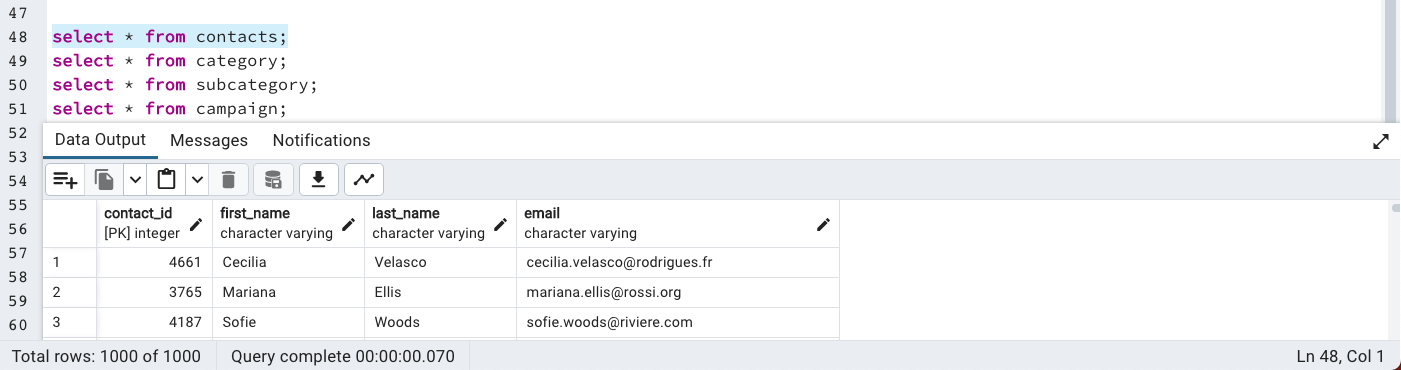 47
48 select * from contacts;
49 select * from category;
50 select * from subcategory;
51 select * from campaign;
52
53
54
55
56
57
58
59
60
Data Output Messages Notifications
contact_id first_name last_name email
[PK] integer character varying character varying character varying
1 4661 Cecilia Velasco cecilia.velasco@rodrigues.fr
2 3765 Mariana Ellis mariana.ellis@rossi.org
3 4187 Sofie Woods sofie.woods@riviere.com
Total rows: 1000 of 1000 Query complete 00:00:00.070 Ln 48, Col 1